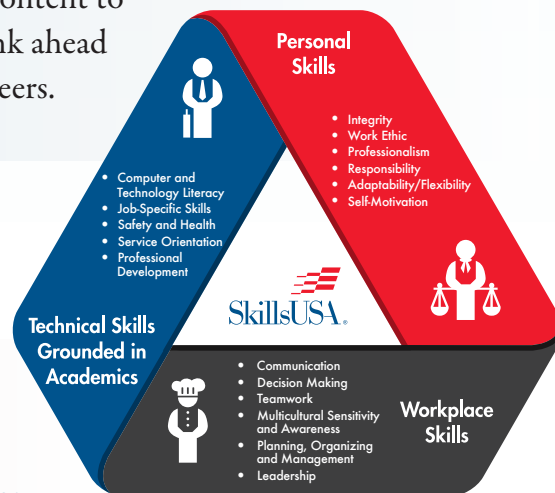 ontent to
nk ahead
eers.
Personal
Skills
• Integrity
• Work Ethic
• Professionalism
• Responsibility
• Adaptability/Flexibility
• Self-Motivation
• Computer and
Technology Literacy
• Job-Specific Skills
• Safety and Health
• Service Orientation
• Professional
Development
Technical Skills
Grounded in
Academics
SkillsUSA®
• Communication
• Decision Making
• Teamwork
• Multicultural Sensitivity
and Awareness
• Planning, Organizing
and Management
• Leadership
Workplace
Skills